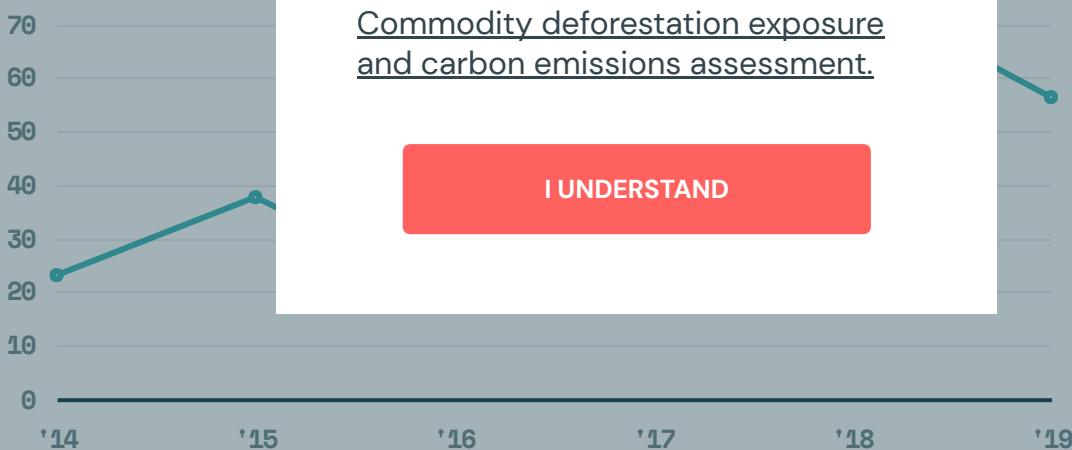 70
Commodity deforestation exposure
60
and carbon emissions assessment.
50
40
I UNDERSTAND
30
20
10
0
'14 '15 '16 '17 '18 '19